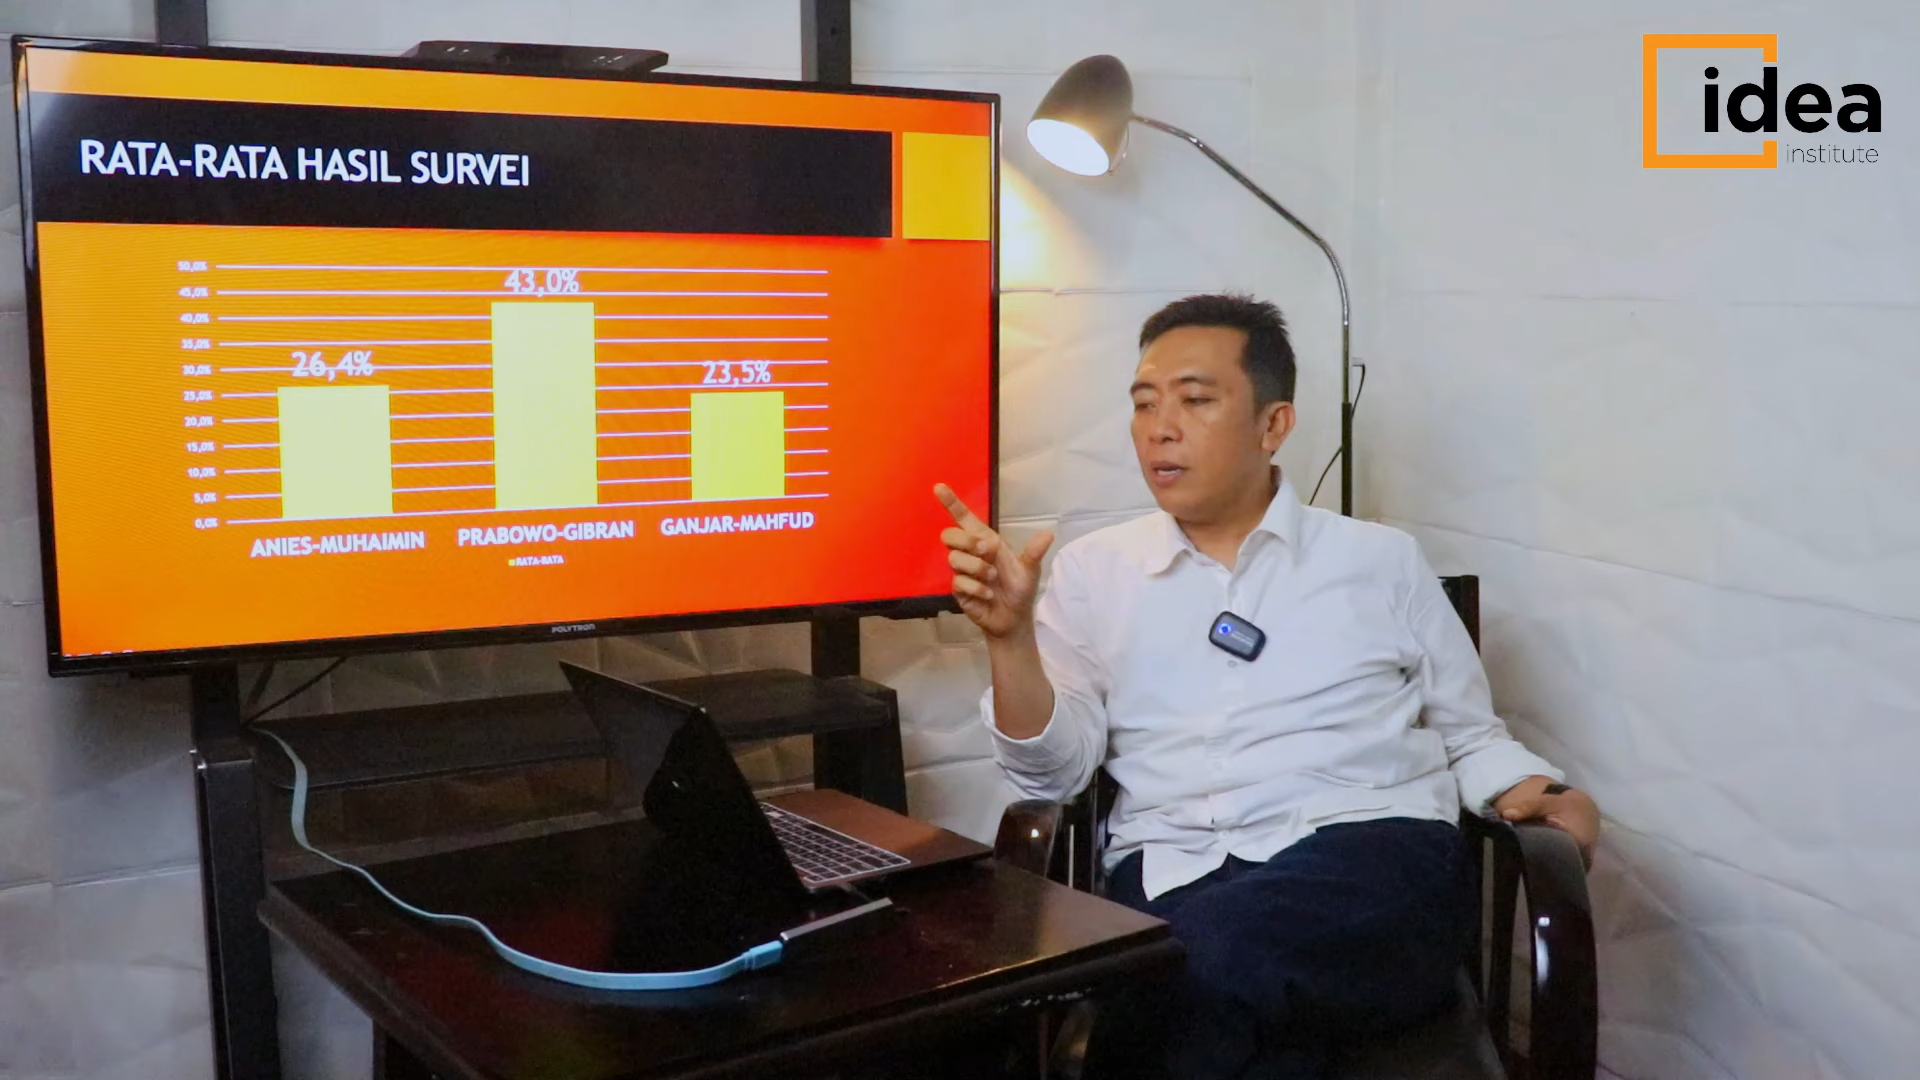 idea
institute
RATA-RATA HASIL SURVEI
50,0%
45,0%
40,0%
35,0%
30,0%
25,0%
20,0%
15,0%
10,0%
5,0%
0,0%
26,4%
43,0%
23,5%
ANIES-MUHAIMIN
PRABOWO-GIBRAN
GANJAR-MAHFUD
RATA-RATA
POLYTRON